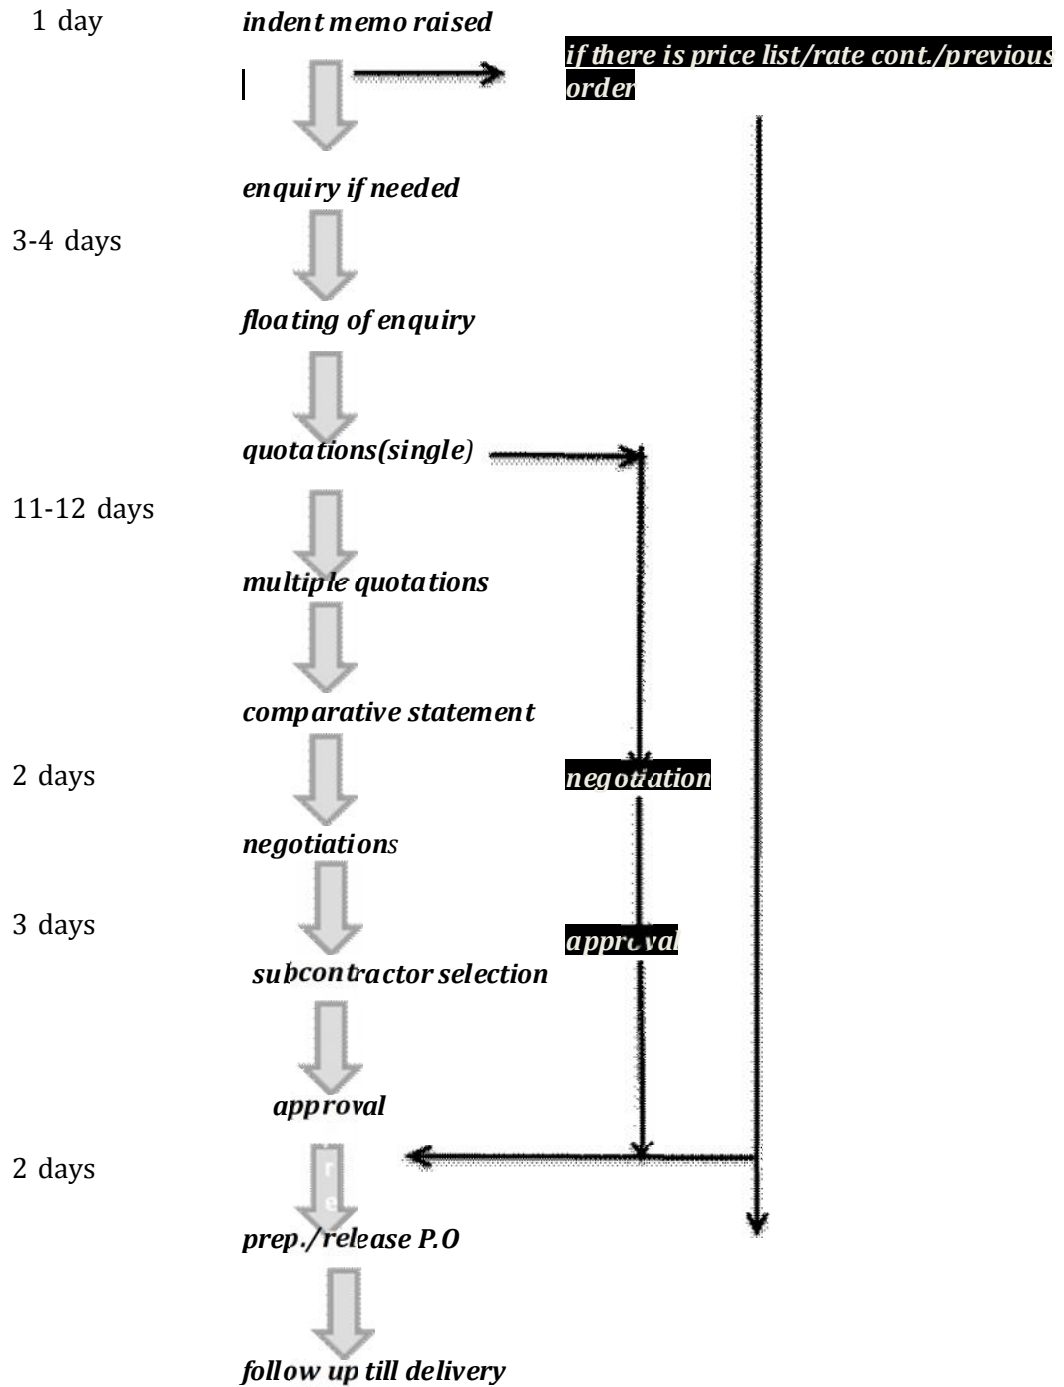 1 day
indent memo raised
if there is price list/rate cont./previous
order
enquiry if needed
3-4 days
floating of enquiry
quotations(single)
11-12 days
multiple quotations
comparative statement
2 days
negotiation
negotiations
3 days
approval
subcontractor selection
approval
2 days
r
e
prep./release P.O
follow up till delivery